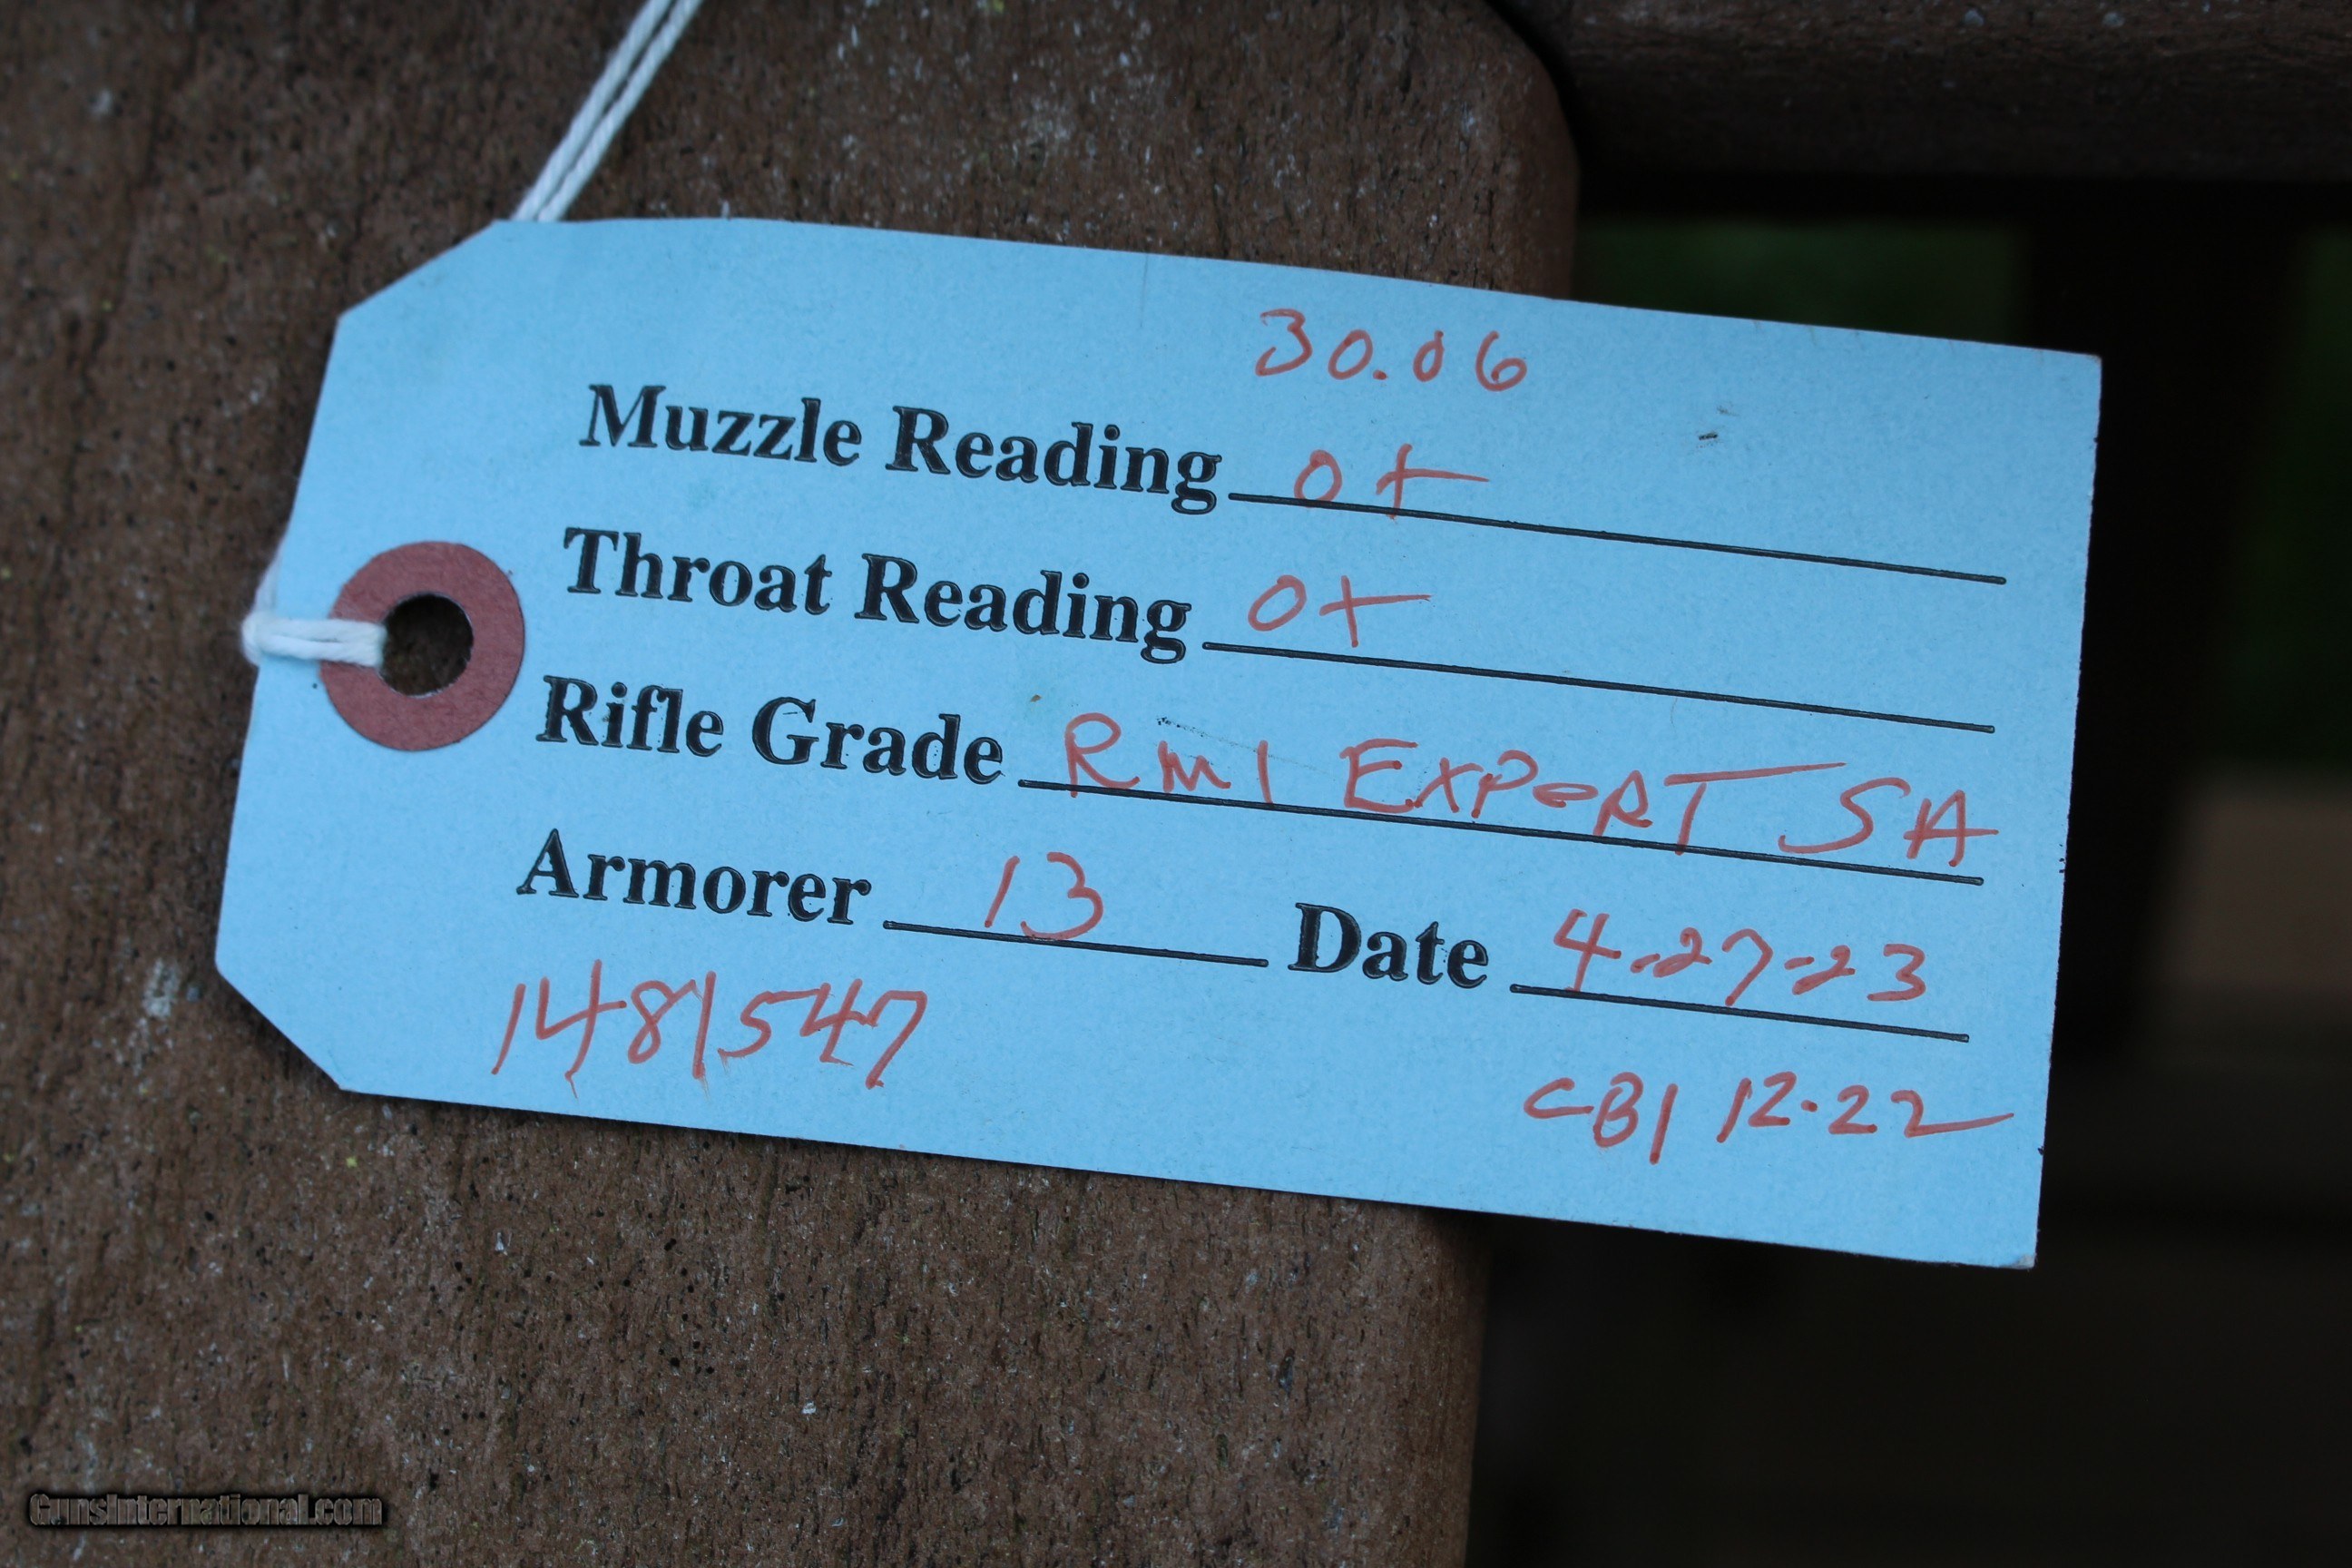 30.06
Muzzle Reading 0+
Throat Reading 0+
Rifle Grade RM1 EXPeRT SA
Armorer 13 Date 4-27-23
1481547
CB1 12.22
GunsInternational.com